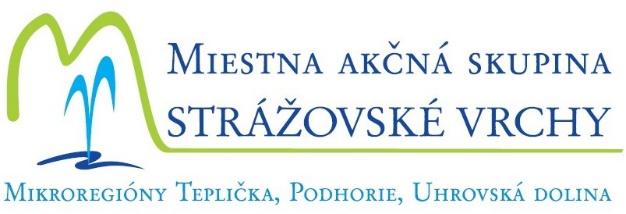 MIESTNA AKČNÁ SKUPINA
STRÁŽOVSKÉ VRCHY
MIKROREGIÓNY TEPLIČKA, PODHORIE, UHROVSKÁ DOLINA